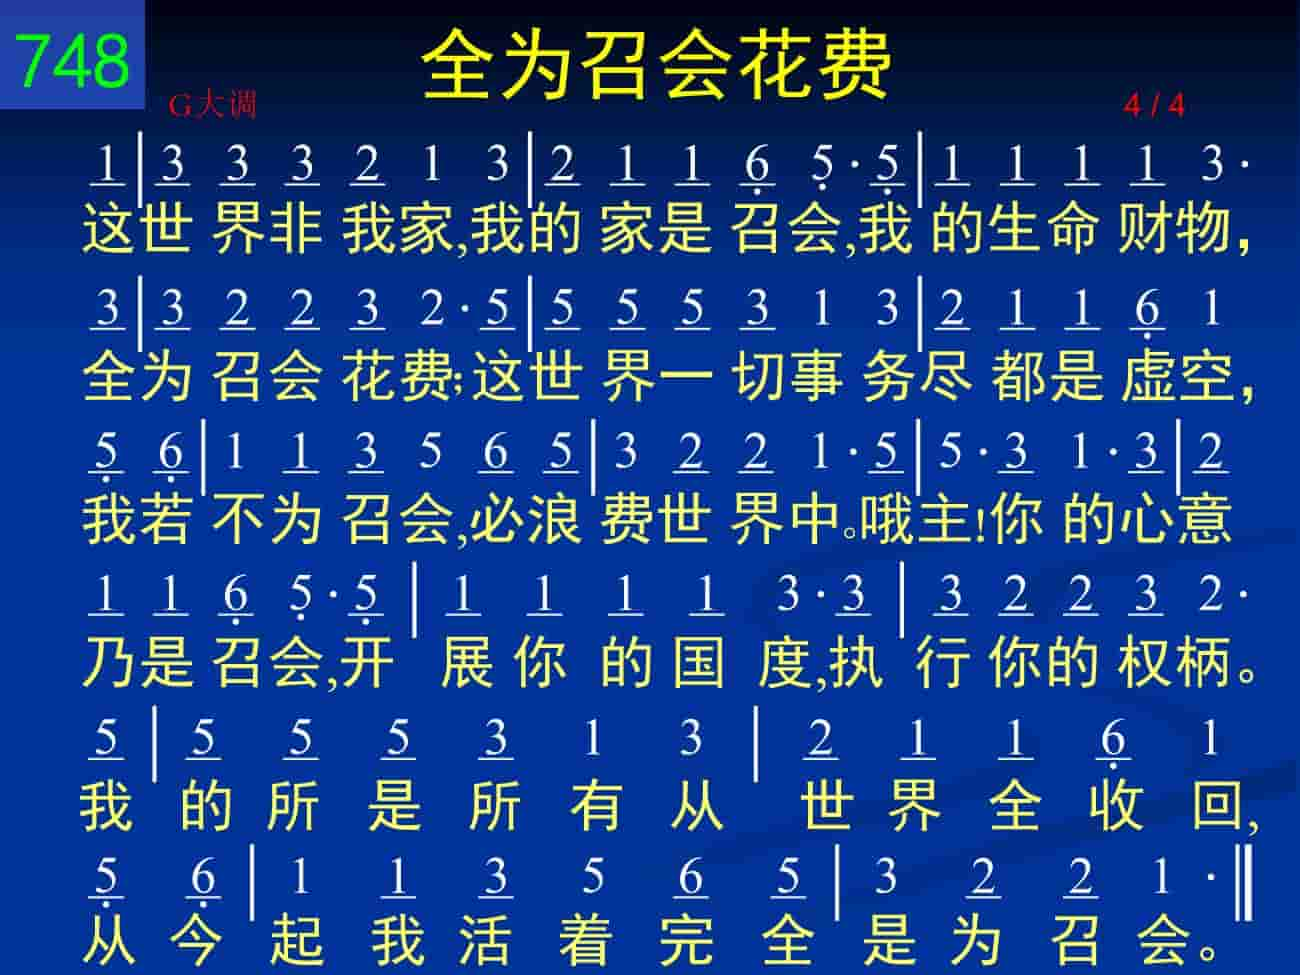 748
全为召会花费
G大调
4 / 4
1|3 3 3 2 1 3|2 1 1 6 5·5|1 1 1 1 3·
这世界非我家,我的家是召会,我的生命财物,
3|3 2 2 3 2·5|5 5 5 3 1 3|2 1 1 6 1
全为召会花费;这世界一切事务尽都是虚空,
5 6|1 1 3 5 6 5|3 2 2 1·5|5·3 1·3|2
我若不为召会,必浪费世界中。哦主!你的心意
1 1 6 5·5|1 1 1 1 3·3|3 2 2 3 2·
乃是召会,开展你的国度,执行你的权柄。
5|5 5 5 3 1 3|2 1 1 6 1
我的所是所有从世界全收回,
5 6|1 1 3 5 6 5|3 2 2 1·‖
从今起我活着完全是为召会。